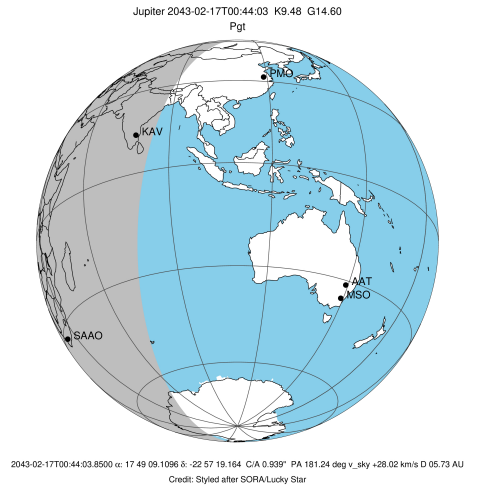 Jupiter 2043-02-17T00:44:03 K9.48 G14.60
Pgt
PMO
KAV
AAT
MSO
SAAO
2043-02-17T00:44:03.8500 α: 17 49 09.1096 δ: -22 57 19.164 C/A 0.939" PA 181.24 deg v_sky +28.02 km/s D 05.73 AU
Credit: Styled after SORA/Lucky Star